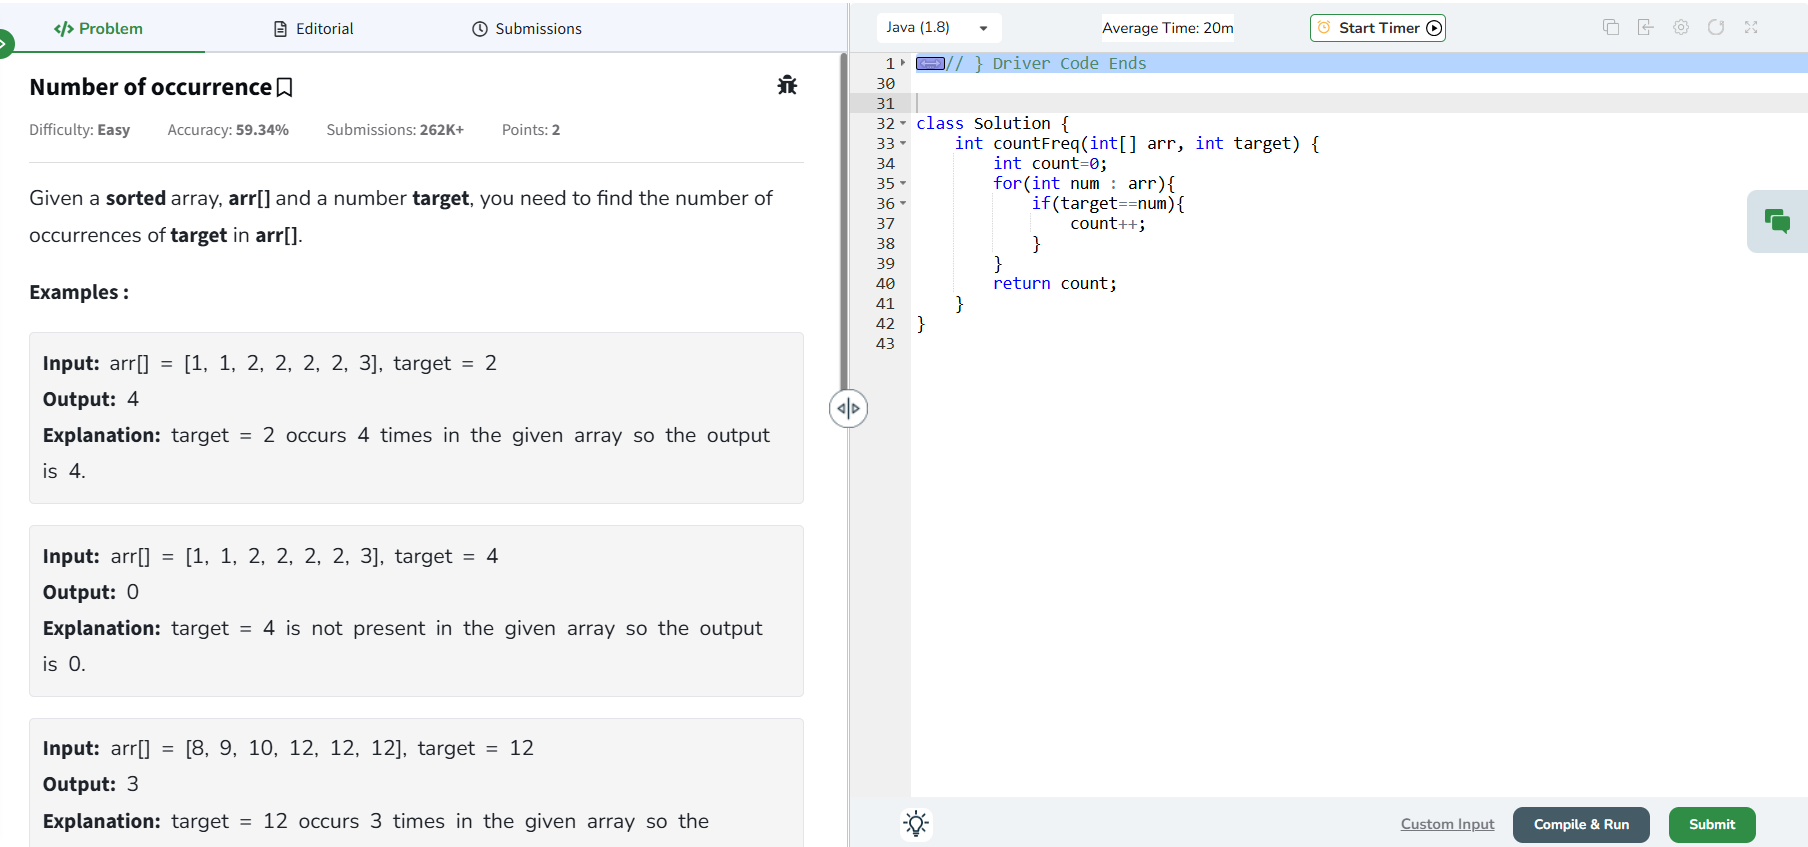 Problem
Editorial
Submissions
Number of occurrence
Difficulty: Easy Accuracy: 59.34% Submissions: 262K+ Points: 2
Given a sorted array, arr[] and a number target, you need to find the number of
occurrences of target in arr[].
Examples :
Input: arr[] = [1, 1, 2, 2, 2, 2, 3], target = 2
Output: 4
Explanation: target = 2 occurs 4 times in the given array so the output
is 4.
Input: arr[] = [1, 1, 2, 2, 2, 2, 3], target = 4
Output: 0
Explanation: target = 4 is not present in the given array so the output
is 0.
Input: arr[] = [8, 9, 10, 12, 12, 12], target = 12
Output: 3
Explanation: target = 12 occurs 3 times in the given array so the
Java (1.8)
Average Time: 20m
Start Timer
1 // } Driver Code Ends
30
31
32 class Solution {
33     int countFreq(int[] arr, int target) {
34         int count=0;
35         for(int num : arr){
36             if(target==num){
37                 count++;
38             }
39         }
40         return count;
41     }
42 }
43
Custom Input
Compile & Run
Submit